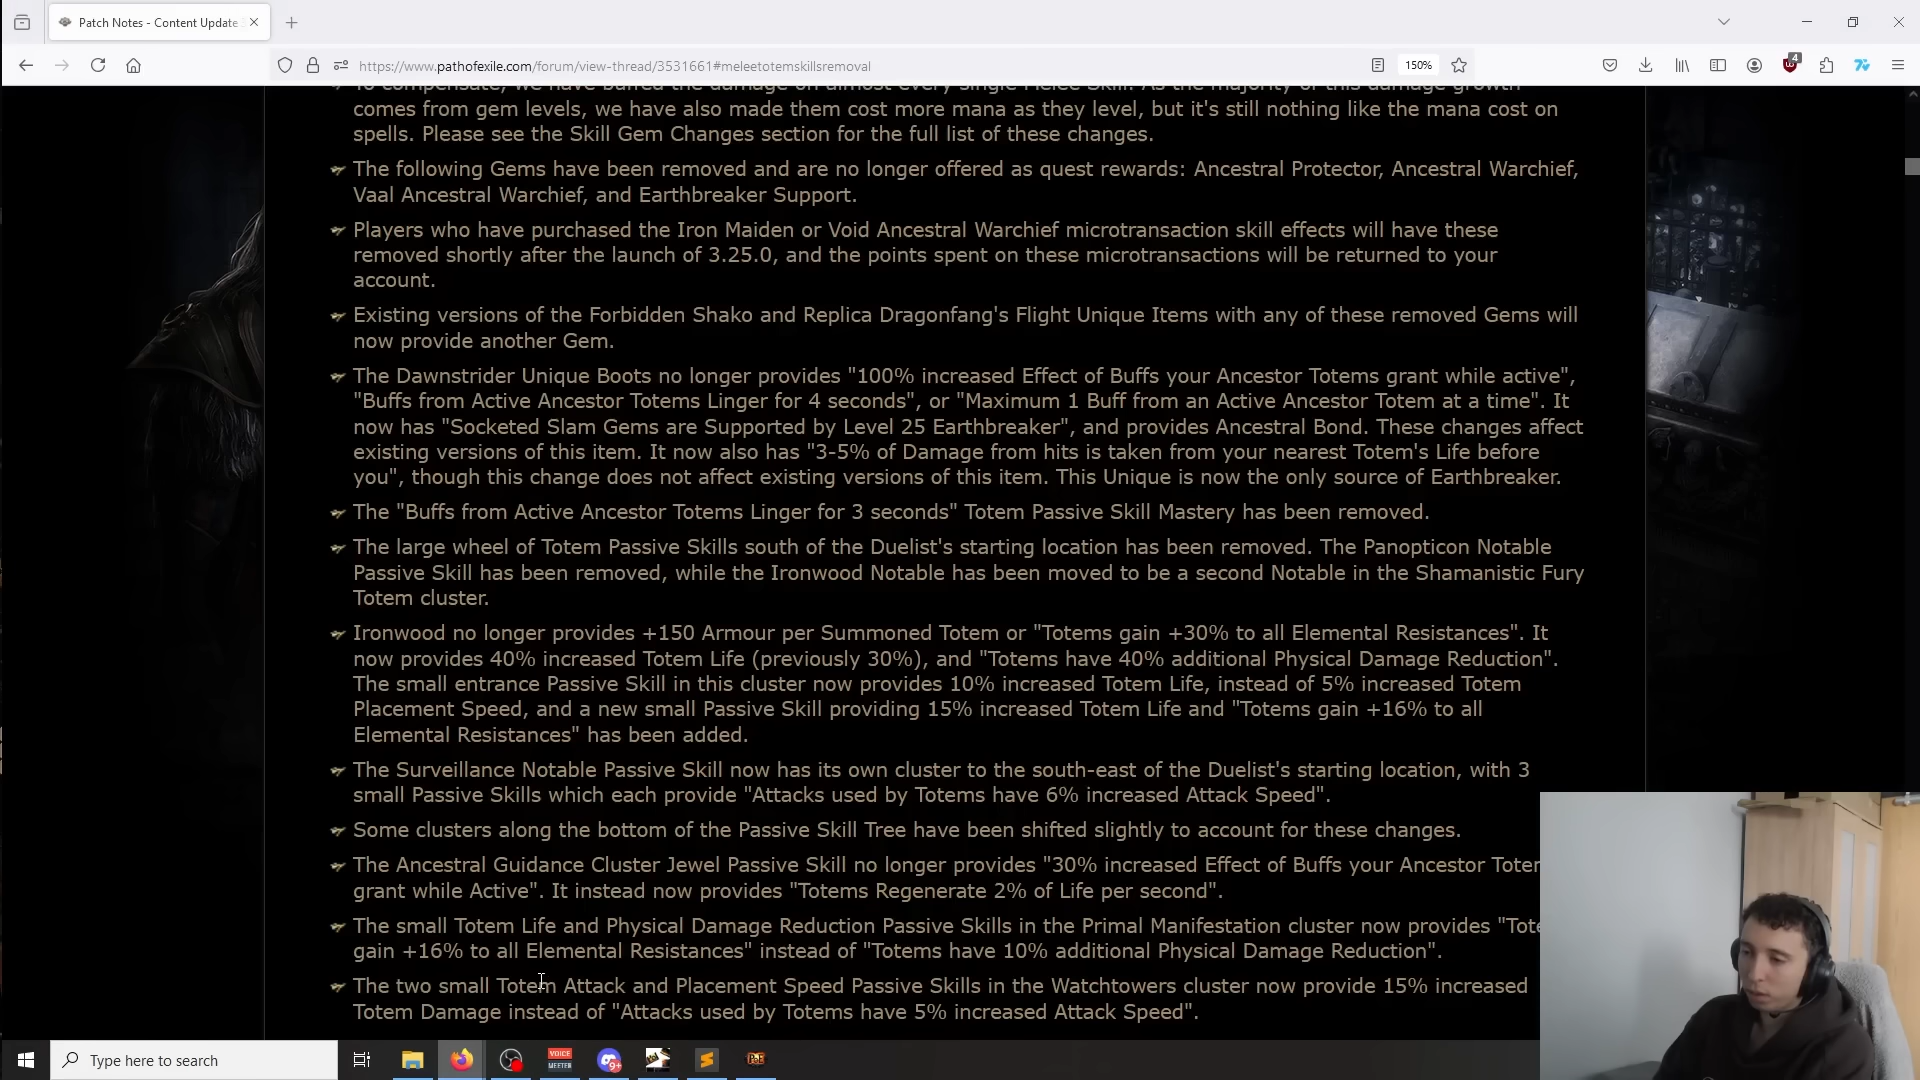 Patch Notes - Content Update
https://www.pathofexile.com/forum/view-thread/3531661#meleetotemskillsremoval
150%
4
To compensate, we have buffed the damage on almost every single Melee Skill. As the majority of this damage growth
comes from gem levels, we have also made them cost more mana as they level, but it's still nothing like the mana cost on
spells. Please see the Skill Gem Changes section for the full list of these changes.
The following Gems have been removed and are no longer offered as quest rewards: Ancestral Protector, Ancestral Warchief,
Vaal Ancestral Warchief, and Earthbreaker Support.
Players who have purchased the Iron Maiden or Void Ancestral Warchief microtransaction skill effects will have these
removed shortly after the launch of 3.25.0, and the points spent on these microtransactions will be returned to your
account.
Existing versions of the Forbidden Shako and Replica Dragonfang's Flight Unique Items with any of these removed Gems will
now provide another Gem.
The Dawnstrider Unique Boots no longer provides "100% increased Effect of Buffs your Ancestor Totems grant while active",
"Buffs from Active Ancestor Totems Linger for 4 seconds", or "Maximum 1 Buff from an Active Ancestor Totem at a time". It
now has "Socketed Slam Gems are Supported by Level 25 Earthbreaker", and provides Ancestral Bond. These changes affect
existing versions of this item. It now also has "3-5% of Damage from hits is taken from your nearest Totem's Life before
you", though this change does not affect existing versions of this item. This Unique is now the only source of Earthbreaker.
The "Buffs from Active Ancestor Totems Linger for 3 seconds" Totem Passive Skill Mastery has been removed.
The large wheel of Totem Passive Skills south of the Duelist's starting location has been removed. The Panopticon Notable
Passive Skill has been removed, while the Ironwood Notable has been moved to be a second Notable in the Shamanistic Fury
Totem cluster.
Ironwood no longer provides +150 Armour per Summoned Totem or "Totems gain +30% to all Elemental Resistances". It
now provides 40% increased Totem Life (previously 30%), and "Totems have 40% additional Physical Damage Reduction".
The small entrance Passive Skill in this cluster now provides 10% increased Totem Life, instead of 5% increased Totem
Placement Speed, and a new small Passive Skill providing 15% increased Totem Life and "Totems gain +16% to all
Elemental Resistances" has been added.
The Surveillance Notable Passive Skill now has its own cluster to the south-east of the Duelist's starting location, with 3
small Passive Skills which each provide "Attacks used by Totems have 6% increased Attack Speed".
Some clusters along the bottom of the Passive Skill Tree have been shifted slightly to account for these changes.
The Ancestral Guidance Cluster Jewel Passive Skill no longer provides "30% increased Effect of Buffs your Ancestor Totem
grant while Active". It instead now provides "Totems Regenerate 2% of Life per second".
The small Totem Life and Physical Damage Reduction Passive Skills in the Primal Manifestation cluster now provides "Tote
gain +16% to all Elemental Resistances" instead of "Totems have 10% additional Physical Damage Reduction".
The two small Totem Attack and Placement Speed Passive Skills in the Watchtowers cluster now provide 15% increased
Totem Damage instead of "Attacks used by Totems have 5% increased Attack Speed".
Type here to search
VOICE
MEETER
9+
PoE